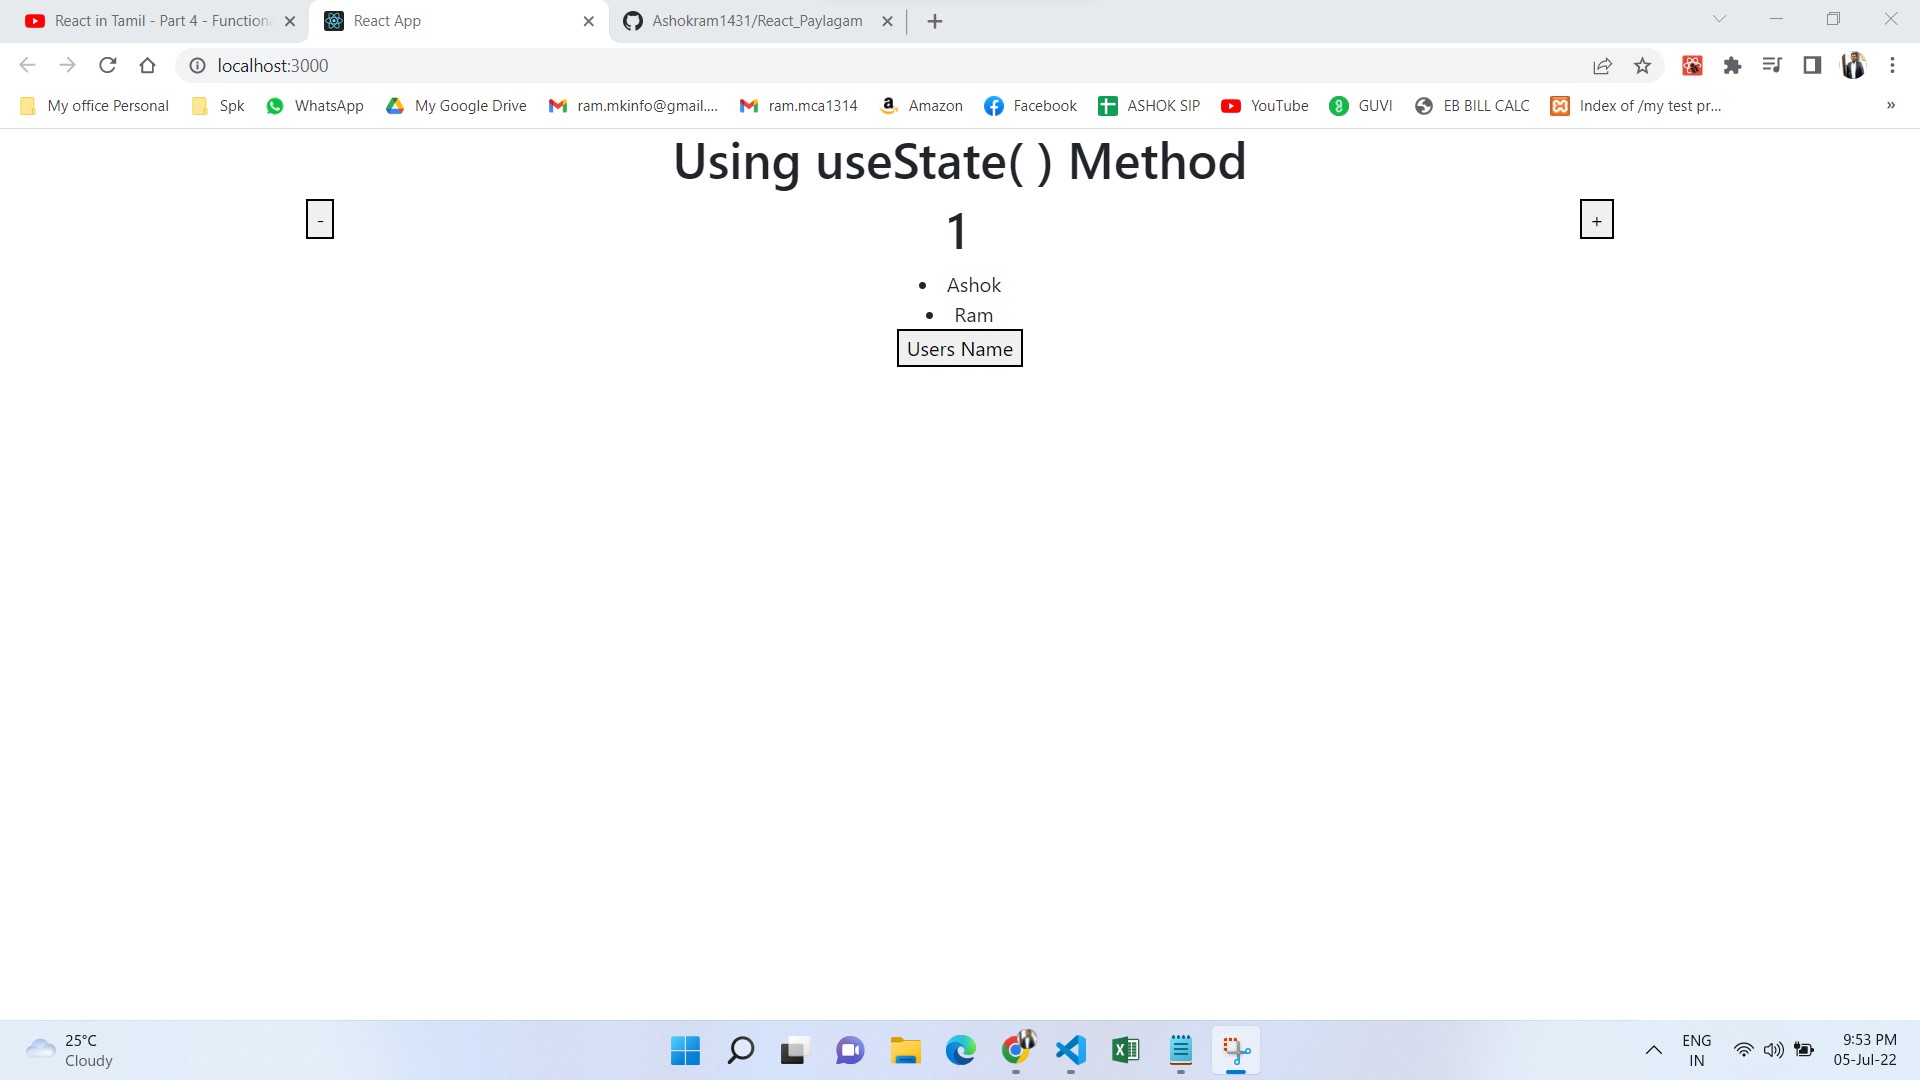 React in Tamil - Part 4 - Functiona
React App
Ashokram1431/React_Paylagam
localhost:3000
My office Personal
Spk
WhatsApp
My Google Drive
ram.mkinfo@gmail....
ram.mca1314
Amazon
Facebook
ASHOK SIP
YouTube
GUVI
EB BILL CALC
Index of /my test pr...
»
Using useState( ) Method
-
1
+
• Ashok
• Ram
Users Name
25°C
Cloudy
ENG
IN
9:53 PM
05-Jul-22